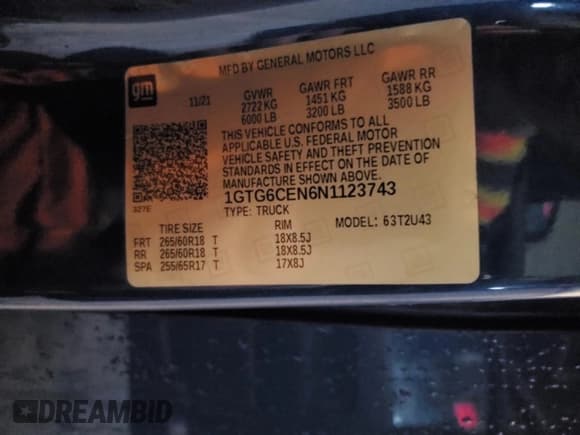 MFD BY GENERAL MOTORS LLC
gm
11/21
GVWR
2722 KG
6000 LB
GAWR FRT
1451 KG
3200 LB
GAWR RR
1588 KG
3500 LB
THIS VEHICLE CONFORMS TO ALL
APPLICABLE U.S. FEDERAL MOTOR
VEHICLE SAFETY AND THEFT PREVENTION
STANDARDS IN EFFECT ON THE DATE OF
MANUFACTURE SHOWN ABOVE.
327E
1GTG6CEN6N1123743
TYPE: TRUCK
MODEL: 63T2U43
TIRE SIZE RIM
FRT 265/60R18 T 18X8.5J
RR 265/60R18 T 18X8.5J
SPA 255/65R17 T 17X8J
DREAMBID